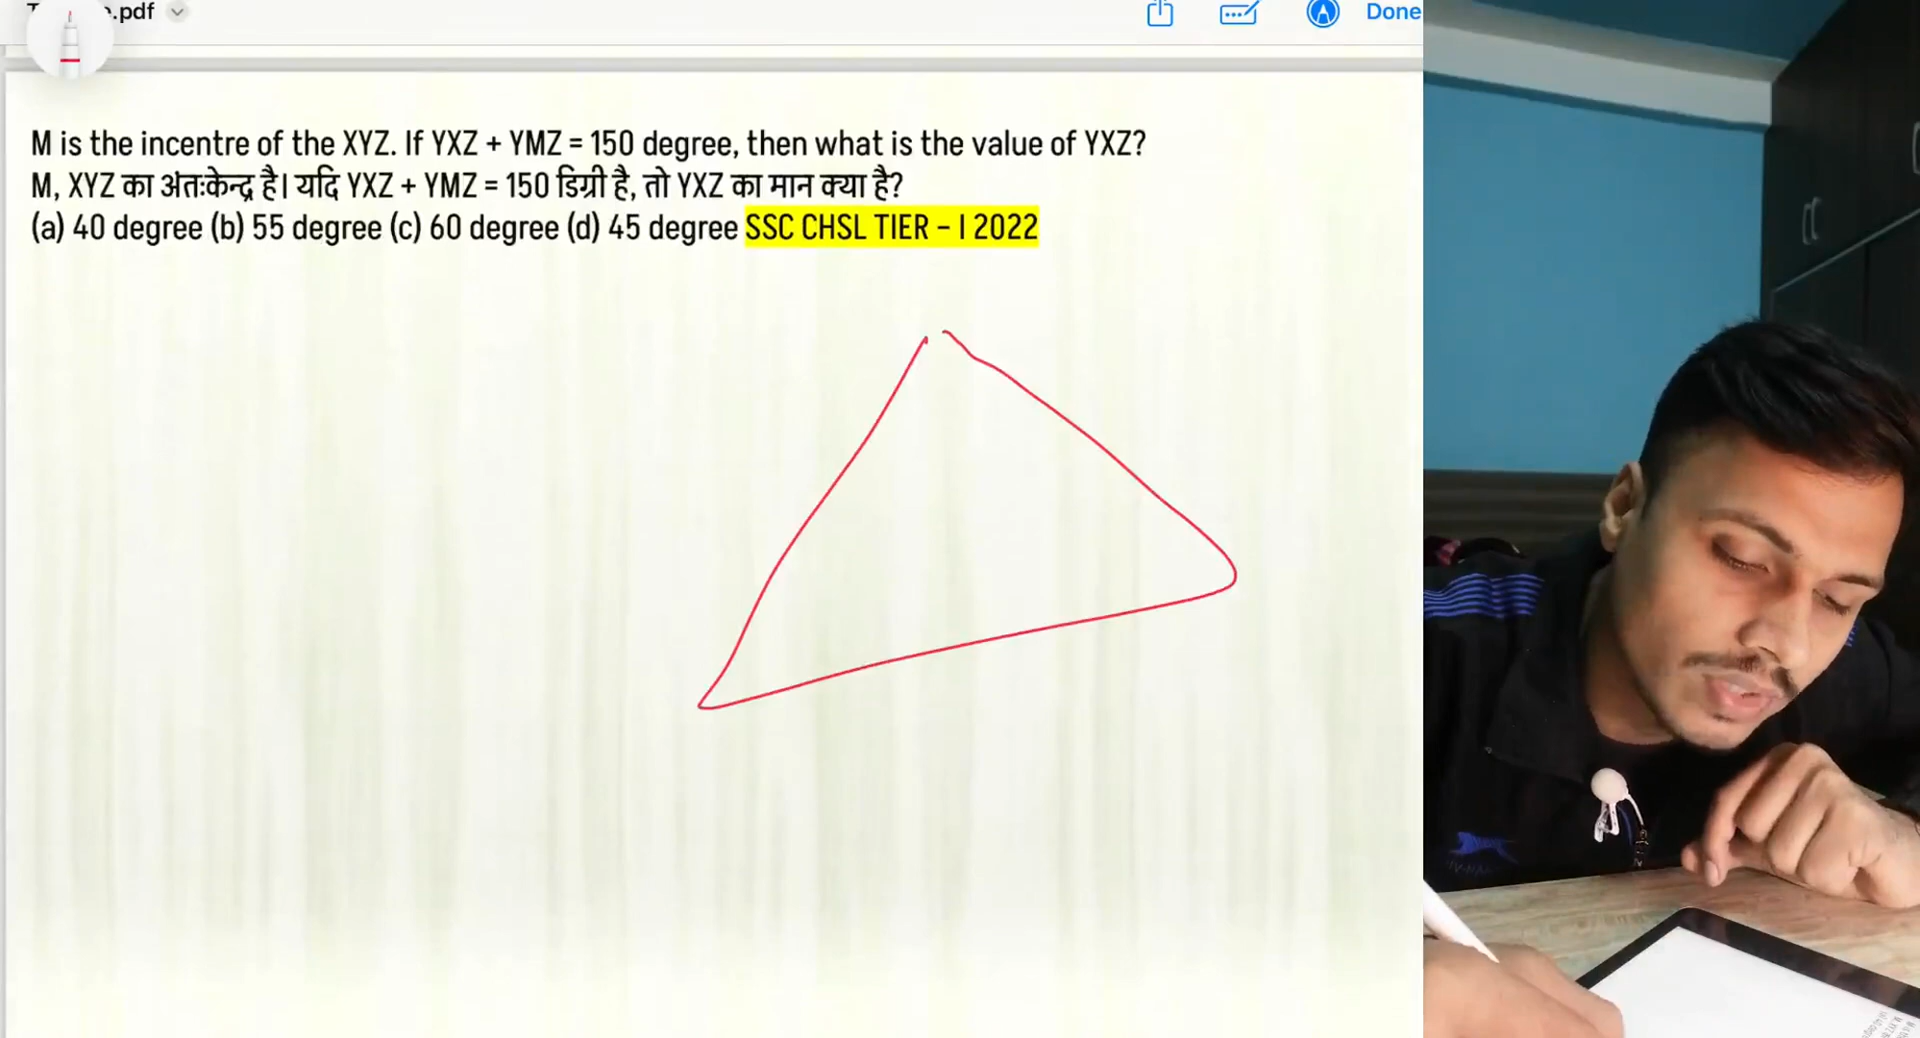 .pdf
Done
M is the incentre of the XYZ. If YXZ + YMZ = 150 degree, then what is the value of YXZ?
M, XYZ का अंतःकेन्द्र है। यदि YXZ + YMZ = 150 डिग्री है, तो YXZ का मान क्या है?
(a) 40 degree (b) 55 degree (c) 60 degree (d) 45 degree SSC CHSL TIER – I 2022